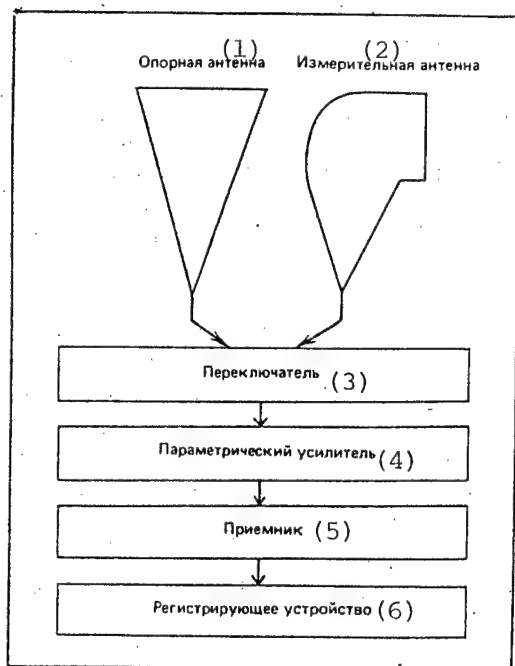 (1) (2)
Опорная антенна Измерительная антенна
Переключатель (3)
Параметрический усилитель (4)
Приемник (5)
Регистрирующее устройство (6)